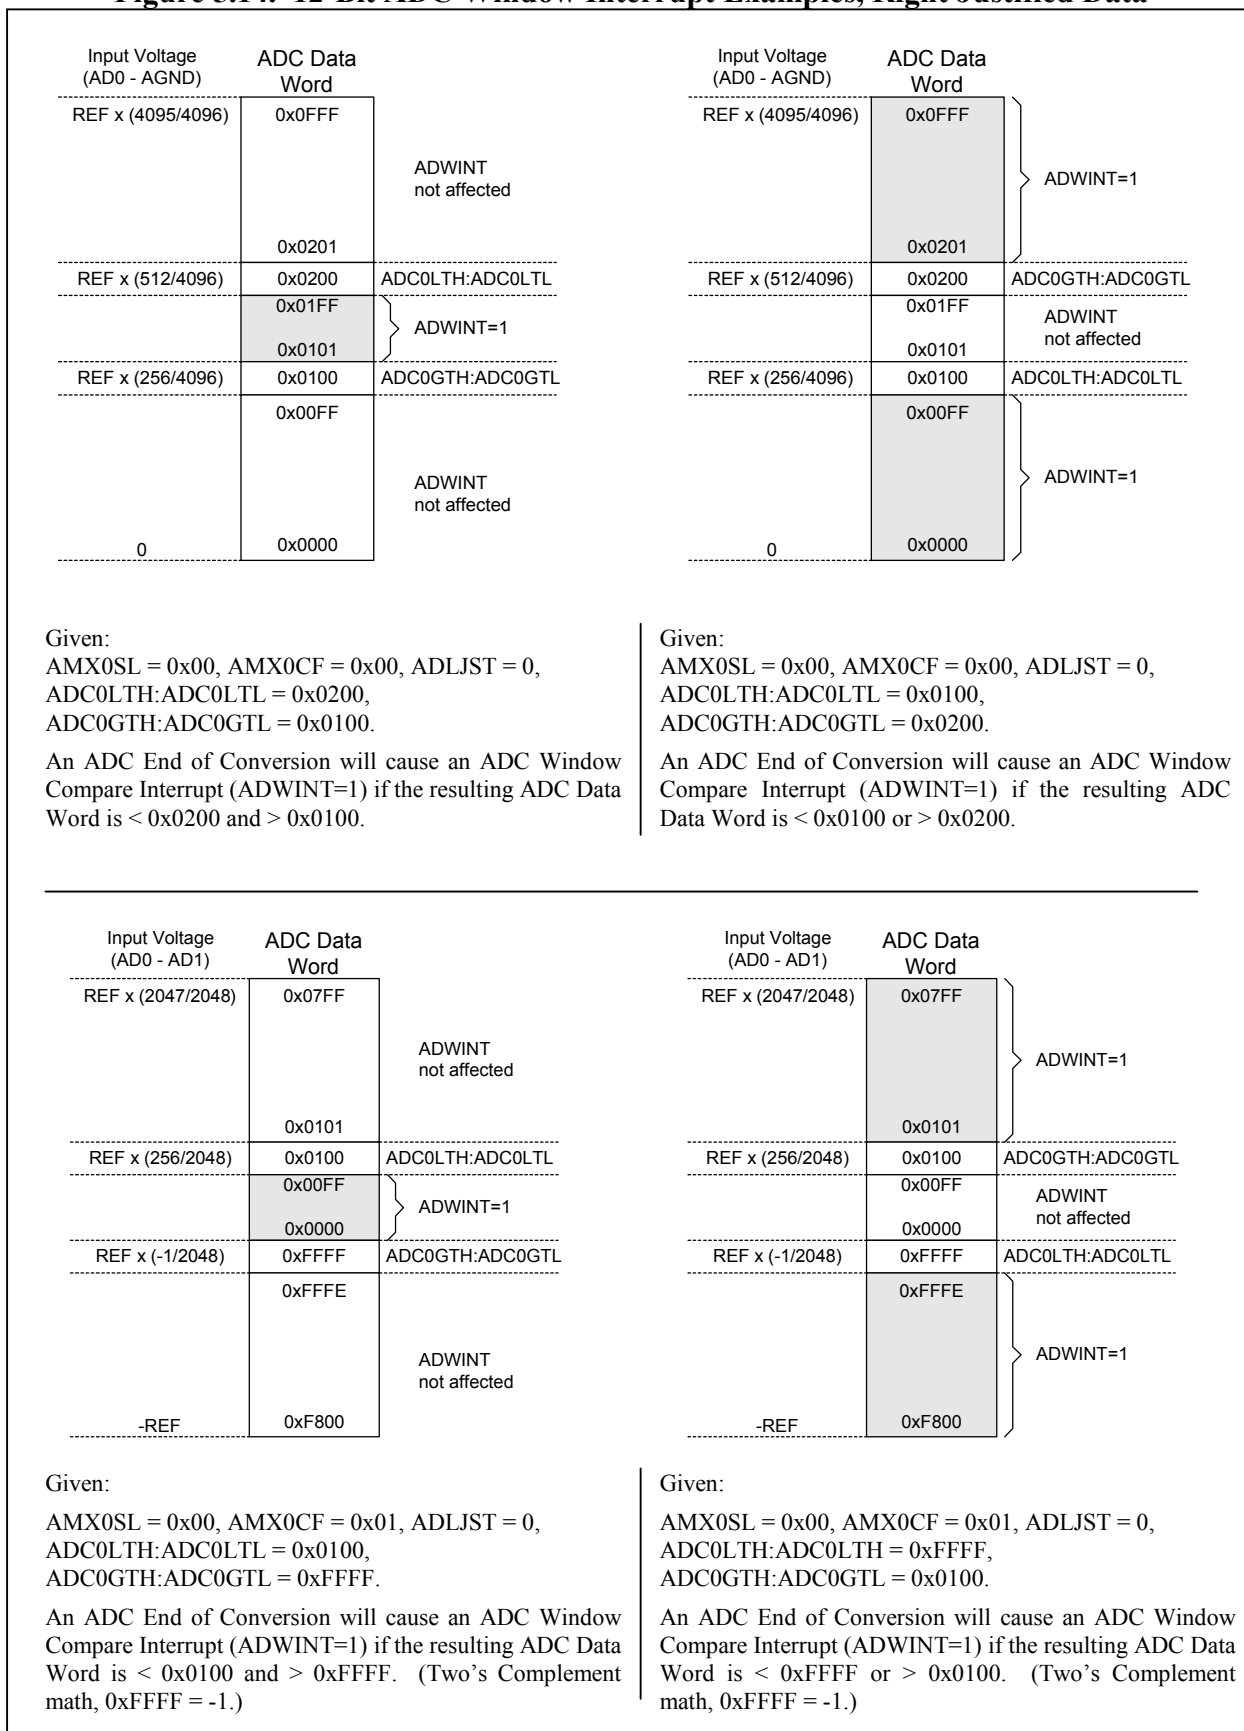 Figure 5.14. 12-Bit ADC Window Interrupt Examples, Right Justified Data
Input Voltage
(AD0 - AGND)
ADC Data
Word
REF x (4095/4096)
0x0FFF
ADWINT
not affected
0x0201
REF x (512/4096)
0x0200
ADC0LTH:ADC0LTL
0x01FF
ADWINT=1
0x0101
REF x (256/4096)
0x0100
ADC0GTH:ADC0GTL
0x00FF
ADWINT
not affected
0
0x0000
Input Voltage
(AD0 - AGND)
ADC Data
Word
REF x (4095/4096)
0x0FFF
ADWINT=1
0x0201
REF x (512/4096)
0x0200
ADC0GTH:ADC0GTL
0x01FF
ADWINT
not affected
0x0101
REF x (256/4096)
0x0100
ADC0LTH:ADC0LTL
0x00FF
ADWINT=1
0
0x0000
Given:
AMX0SL = 0x00, AMX0CF = 0x00, ADLJST = 0,
ADC0LTH:ADC0LTL = 0x0200,
ADC0GTH:ADC0GTL = 0x0100.
An ADC End of Conversion will cause an ADC Window
Compare Interrupt (ADWINT=1) if the resulting ADC Data
Word is < 0x0200 and > 0x0100.
Given:
AMX0SL = 0x00, AMX0CF = 0x00, ADLJST = 0,
ADC0LTH:ADC0LTL = 0x0100,
ADC0GTH:ADC0GTL = 0x0200.
An ADC End of Conversion will cause an ADC Window
Compare Interrupt (ADWINT=1) if the resulting ADC
Data Word is < 0x0100 or > 0x0200.
Input Voltage
(AD0 - AD1)
ADC Data
Word
REF x (2047/2048)
0x07FF
ADWINT
not affected
0x0101
REF x (256/2048)
0x0100
ADC0LTH:ADC0LTL
0x00FF
ADWINT=1
0x0000
REF x (-1/2048)
0xFFFF
ADC0GTH:ADC0GTL
0xFFFE
ADWINT
not affected
-REF
0xF800
Input Voltage
(AD0 - AD1)
ADC Data
Word
REF x (2047/2048)
0x07FF
ADWINT=1
0x0101
REF x (256/2048)
0x0100
ADC0GTH:ADC0GTL
0x00FF
ADWINT
not affected
0x0000
REF x (-1/2048)
0xFFFF
ADC0LTH:ADC0LTL
0xFFFE
ADWINT=1
-REF
0xF800
Given:
AMX0SL = 0x00, AMX0CF = 0x01, ADLJST = 0,
ADC0LTH:ADC0LTL = 0x0100,
ADC0GTH:ADC0GTL = 0xFFFF.
An ADC End of Conversion will cause an ADC Window
Compare Interrupt (ADWINT=1) if the resulting ADC Data
Word is < 0x0100 and > 0xFFFF. (Two's Complement
math, 0xFFFF = -1.)
Given:
AMX0SL = 0x00, AMX0CF = 0x01, ADLJST = 0,
ADC0LTH:ADC0LTH = 0xFFFF,
ADC0GTH:ADC0GTL = 0x0100.
An ADC End of Conversion will cause an ADC Window
Compare Interrupt (ADWINT=1) if the resulting ADC Data
Word is < 0xFFFF or > 0x0100. (Two's Complement
math, 0xFFFF = -1.)